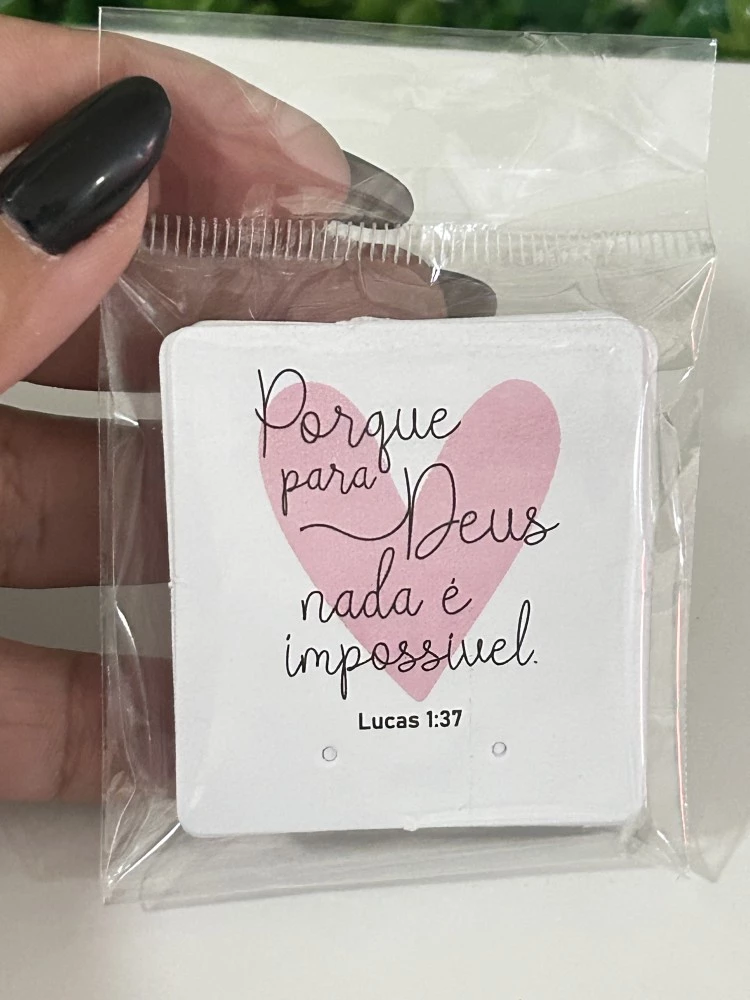 Porque
para
Deus
nada é
impossível.
Lucas 1:37